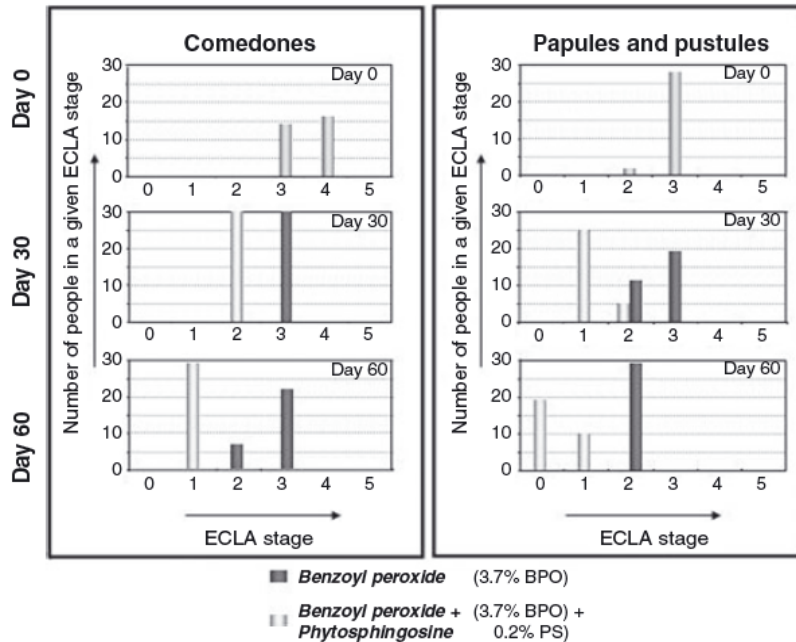 Comedones
Papules and pustules
Day 0
Day 30
Day 60
Number of people in a given ECLA stage
30
20
10
0
Day 0
0 1 2 3 4 5
30
20
10
0
Day 30
0 1 2 3 4 5
30
20
10
0
Day 60
0 1 2 3 4 5
ECLA stage
Number of people in a given ECLA stage
30
20
10
0
Day 0
0 1 2 3 4 5
30
20
10
0
Day 30
0 1 2 3 4 5
30
20
10
0
Day 60
0 1 2 3 4 5
ECLA stage
Benzoyl peroxide (3.7% BPO)
Benzoyl peroxide + (3.7% BPO) +
Phytosphingosine 0.2% PS)